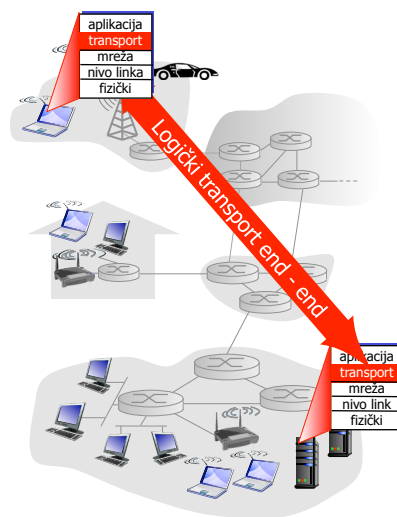 aplikacija
transport
mreža
nivo linka
fizički
Logički transport end - end
aplikacija
transport
mreža
nivo link
fizički